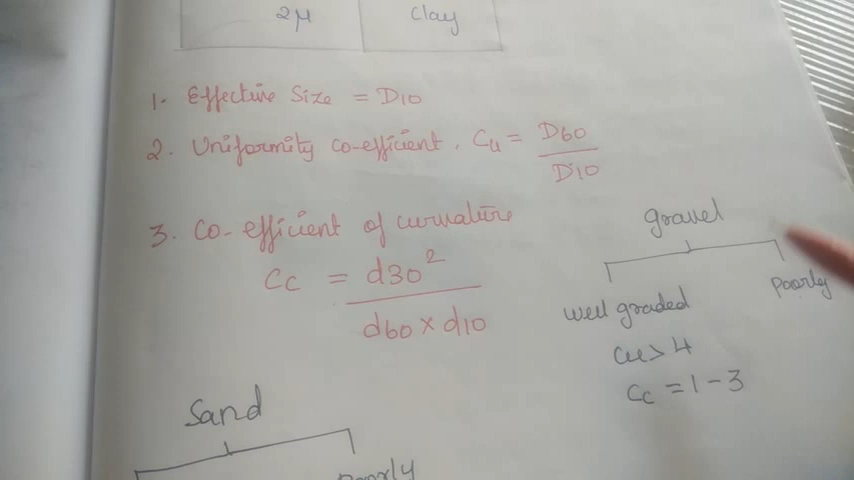 2μ Clay
1. Effective Size = D10
2. Uniformity co-efficient. Cu = D60 / D10
3. Co-efficient of curvature
Cc = d30² / d60 × d10
gravel
well graded poorly
Cu > 4
Cc = 1 - 3
Sand
poorly